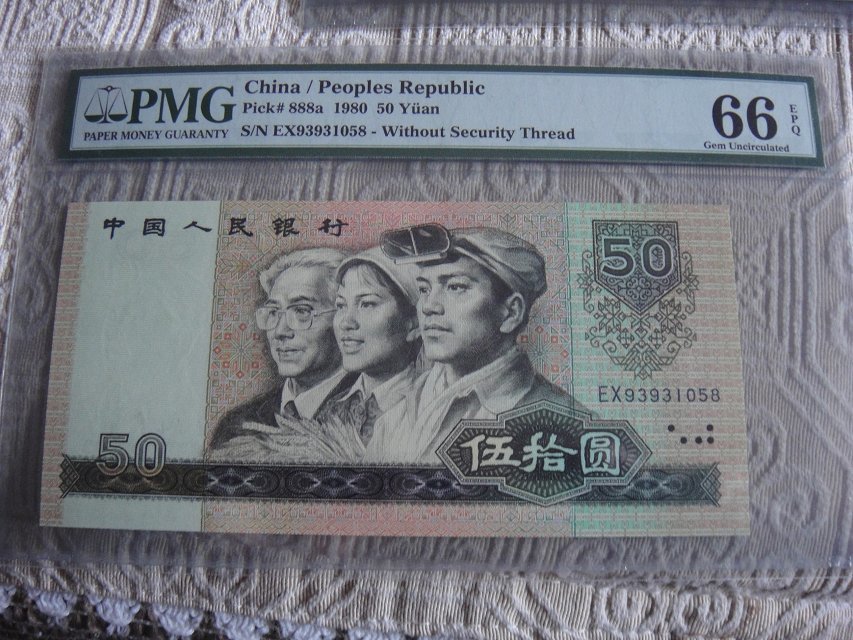 PMG
PAPER MONEY GUARANTY
China / Peoples Republic
Pick# 888a 1980 50 Yüan
S/N EX93931058 - Without Security Thread
66 EPQ
Gem Uncirculated
中国人民银行
50
EX93931058
50
伍拾圆